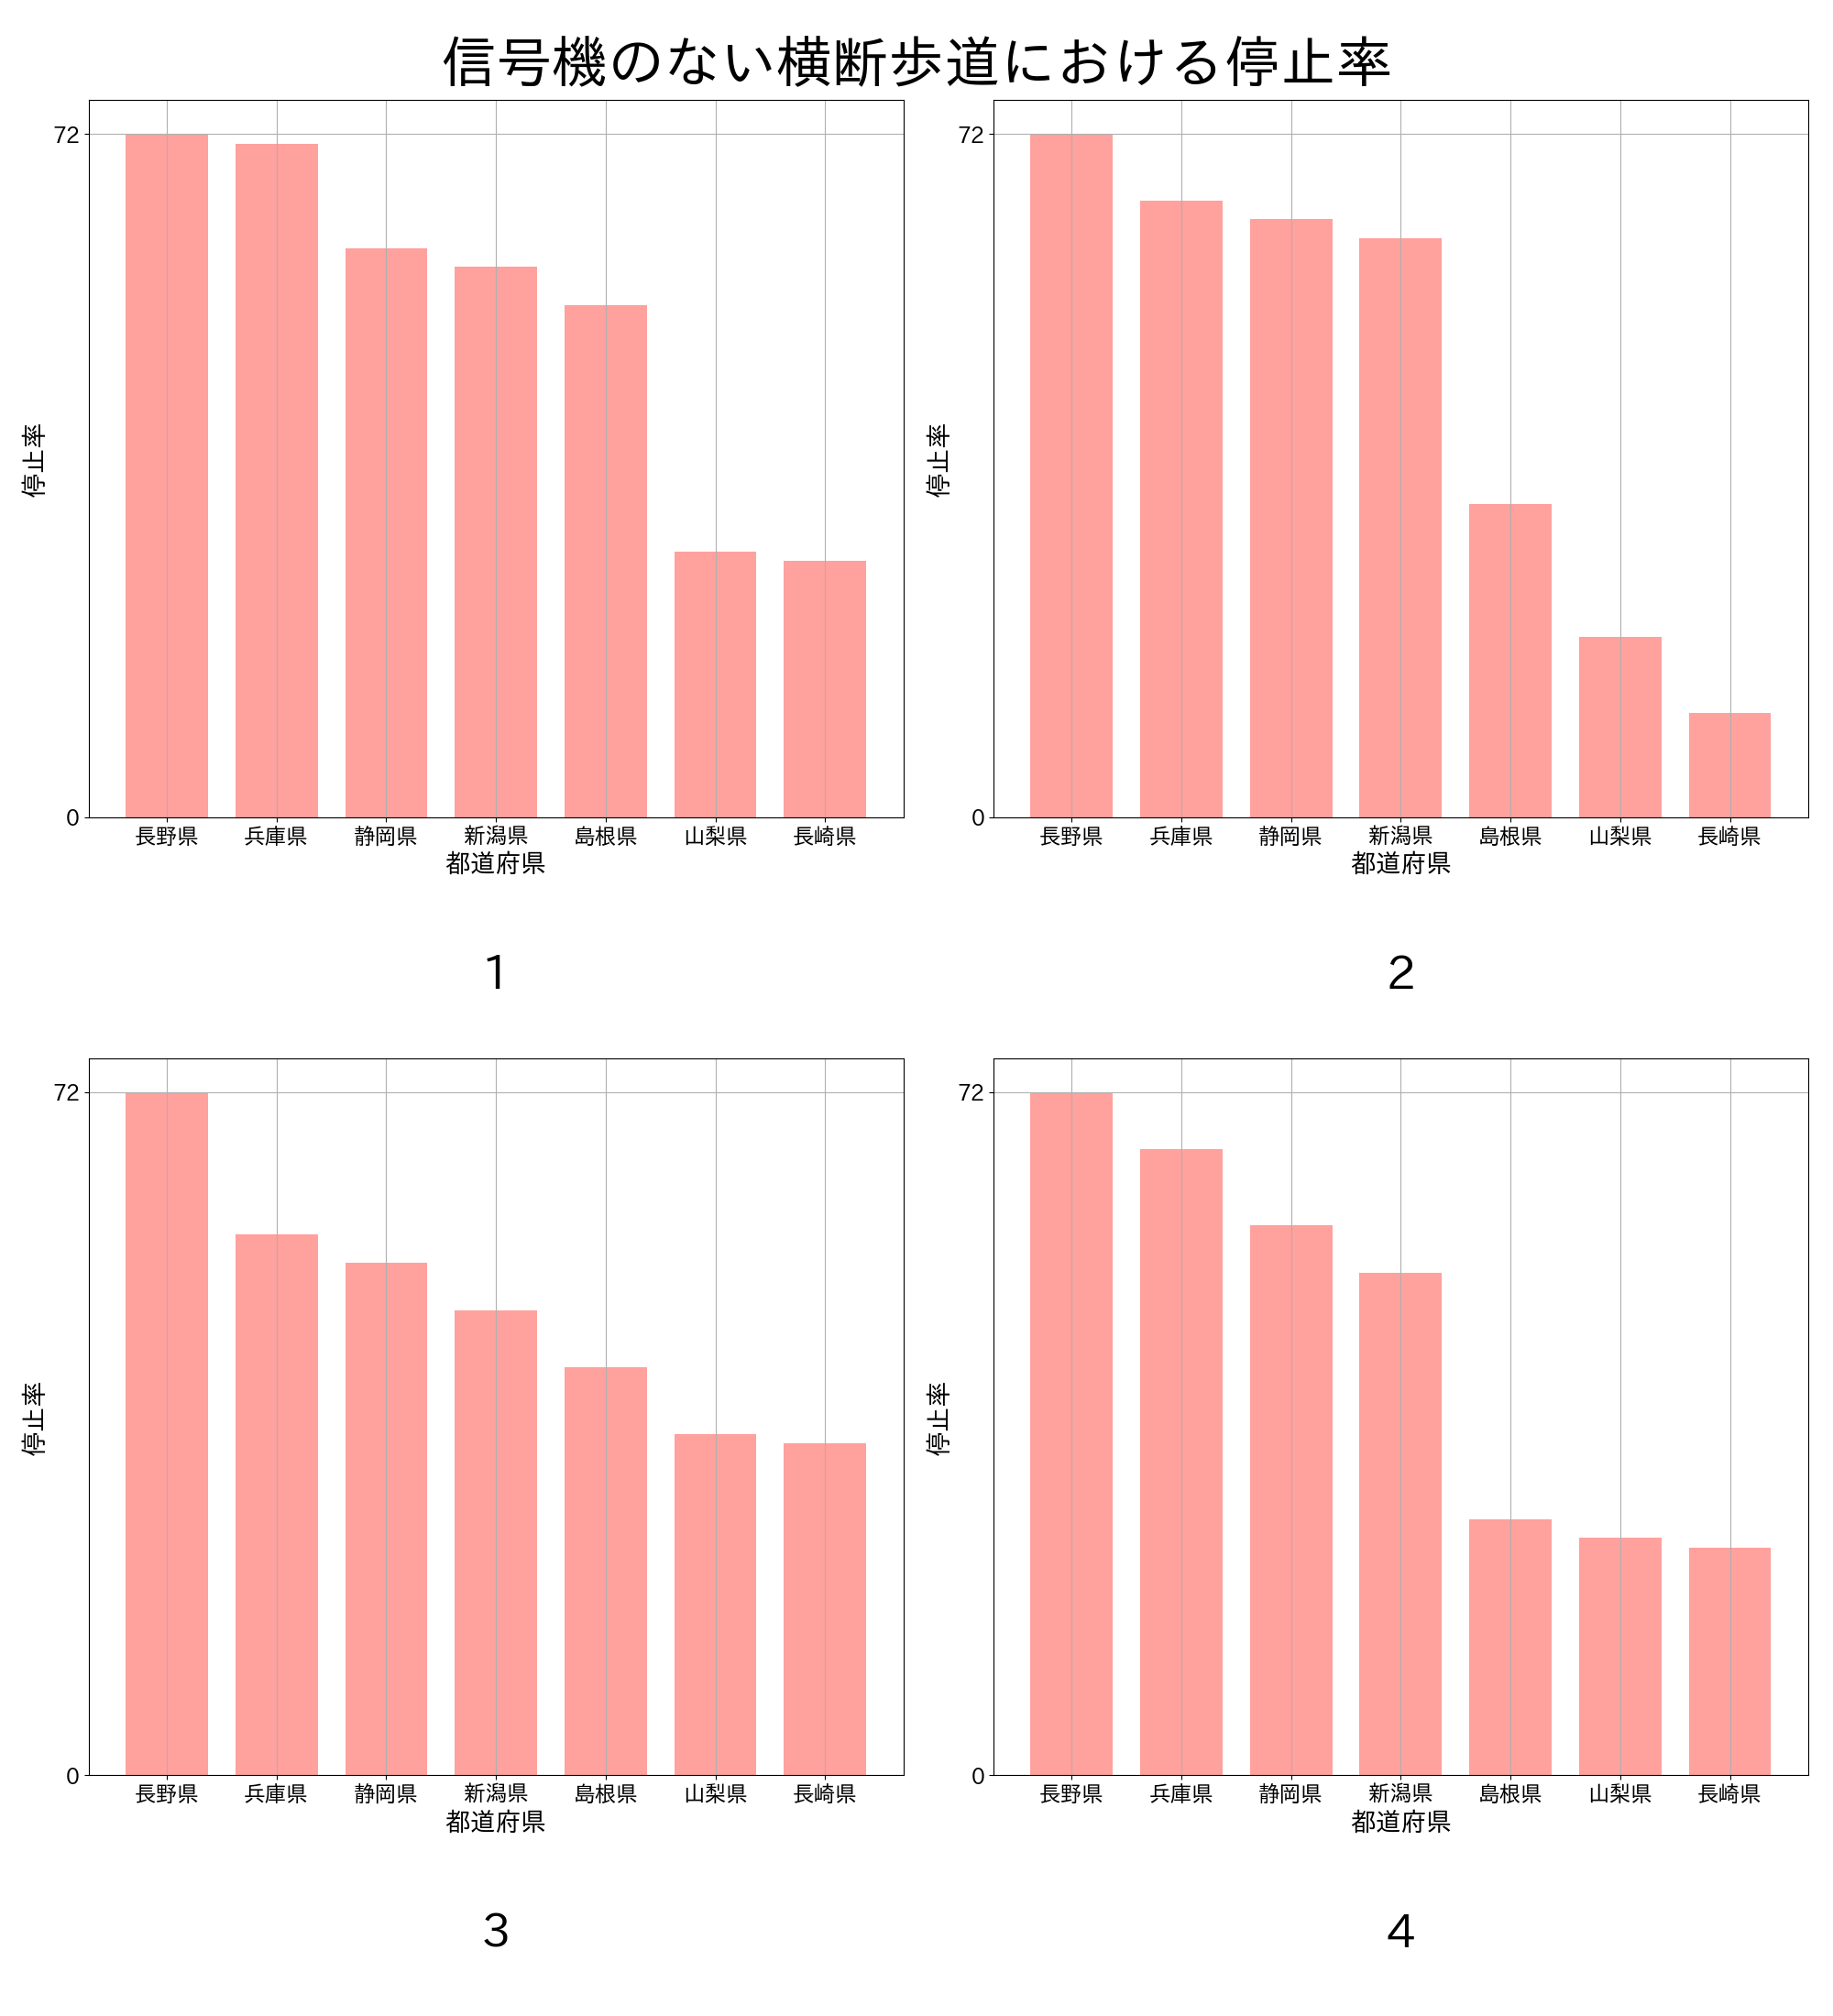 信号機のない横断歩道における停止率
72
停止率
0
長野県 兵庫県 静岡県 新潟県 島根県 山梨県 長崎県
都道府県
1
72
停止率
0
長野県 兵庫県 静岡県 新潟県 島根県 山梨県 長崎県
都道府県
2
72
停止率
0
長野県 兵庫県 静岡県 新潟県 島根県 山梨県 長崎県
都道府県
3
72
停止率
0
長野県 兵庫県 静岡県 新潟県 島根県 山梨県 長崎県
都道府県
4